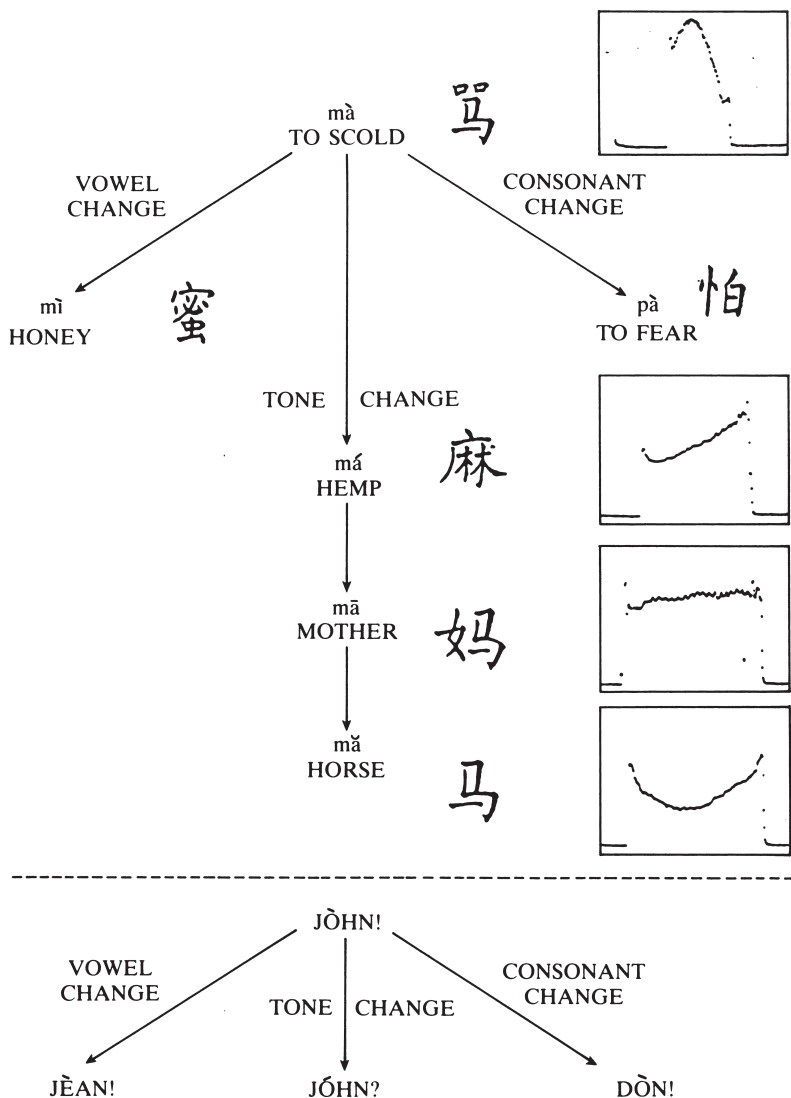 mà
TO SCOLD
骂
VOWEL
CHANGE
CONSONANT
CHANGE
mì
HONEY
蜜
pà
TO FEAR
怕
TONE CHANGE
má
HEMP
麻
mā
MOTHER
妈
mă
HORSE
马
JÒHN!
VOWEL
CHANGE
TONE CHANGE
CONSONANT
CHANGE
JÈAN!
JÓHN?
DÒN!